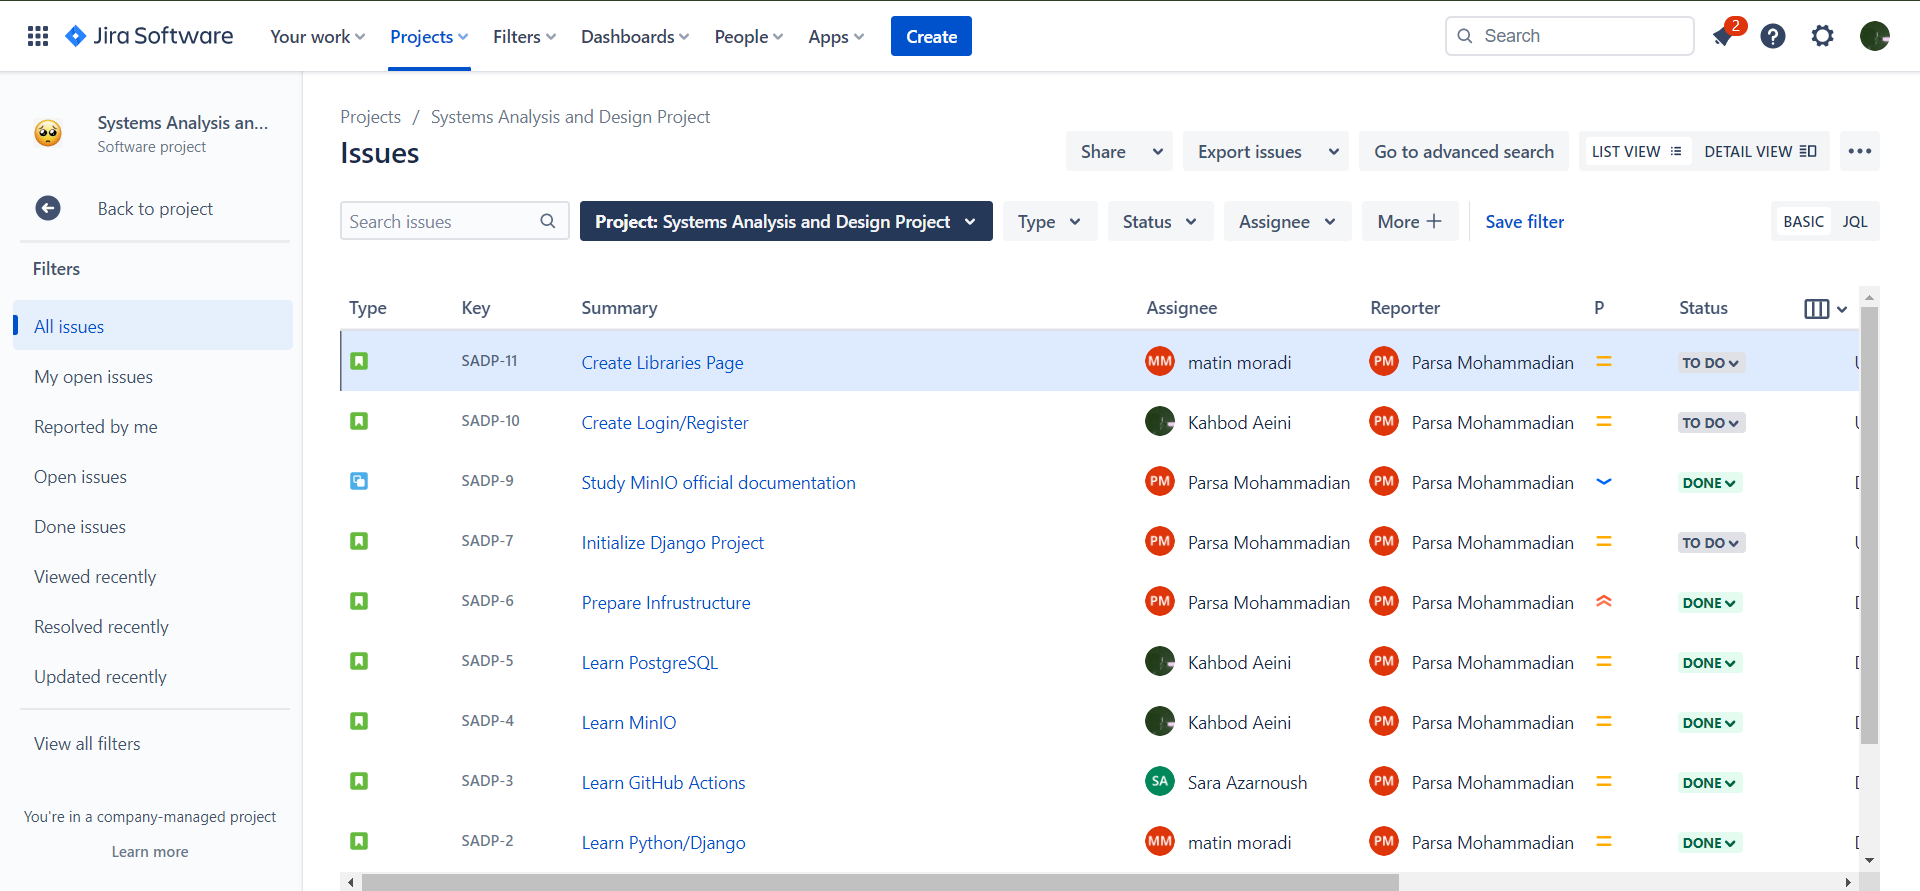 Jira Software Your work Projects Filters Dashboards People Apps Create Search 2
Systems Analysis an...
Software project
Back to project
Filters
All issues
My open issues
Reported by me
Open issues
Done issues
Viewed recently
Resolved recently
Updated recently
View all filters
You're in a company-managed project
Learn more
Projects / Systems Analysis and Design Project
Issues
Share Export issues Go to advanced search LIST VIEW DETAIL VIEW
Search issues Project: Systems Analysis and Design Project Type Status Assignee More Save filter BASIC JQL
Type Key Summary Assignee Reporter P Status
SADP-11 Create Libraries Page MM matin moradi PM Parsa Mohammadian TO DO
SADP-10 Create Login/Register Kahbod Aeini PM Parsa Mohammadian TO DO
SADP-9 Study MinIO official documentation PM Parsa Mohammadian PM Parsa Mohammadian DONE
SADP-7 Initialize Django Project PM Parsa Mohammadian PM Parsa Mohammadian TO DO
SADP-6 Prepare Infrustructure PM Parsa Mohammadian PM Parsa Mohammadian DONE
SADP-5 Learn PostgreSQL Kahbod Aeini PM Parsa Mohammadian DONE
SADP-4 Learn MinIO Kahbod Aeini PM Parsa Mohammadian DONE
SADP-3 Learn GitHub Actions SA Sara Azarnoush PM Parsa Mohammadian DONE
SADP-2 Learn Python/Django MM matin moradi PM Parsa Mohammadian DONE